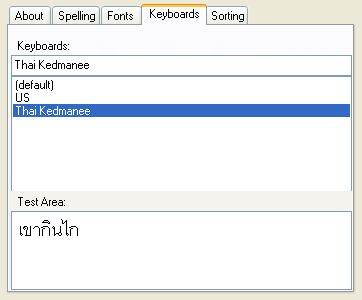 About Spelling Fonts Keyboards Sorting
Keyboards:
Thai Kedmanee
(default)
US
Thai Kedmanee
Test Area:
เขากินไก